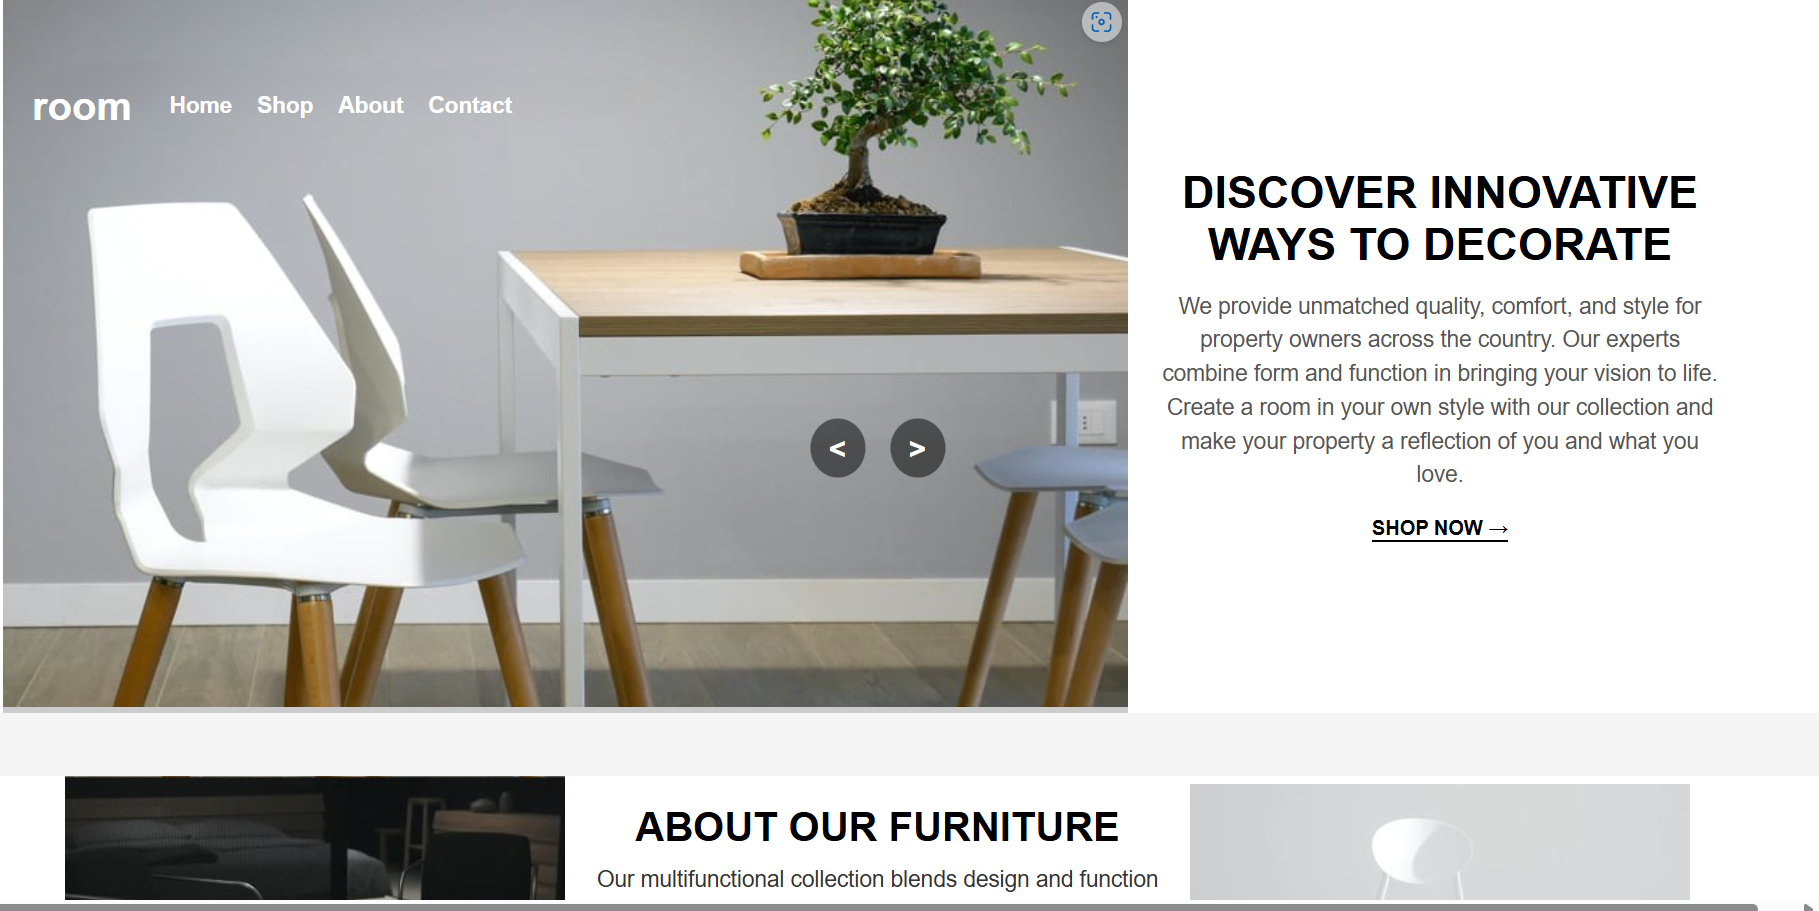 room Home Shop About Contact
DISCOVER INNOVATIVE
WAYS TO DECORATE
We provide unmatched quality, comfort, and style for
property owners across the country. Our experts
combine form and function in bringing your vision to life.
Create a room in your own style with our collection and
make your property a reflection of you and what you
love.
SHOP NOW →
< >
ABOUT OUR FURNITURE
Our multifunctional collection blends design and function